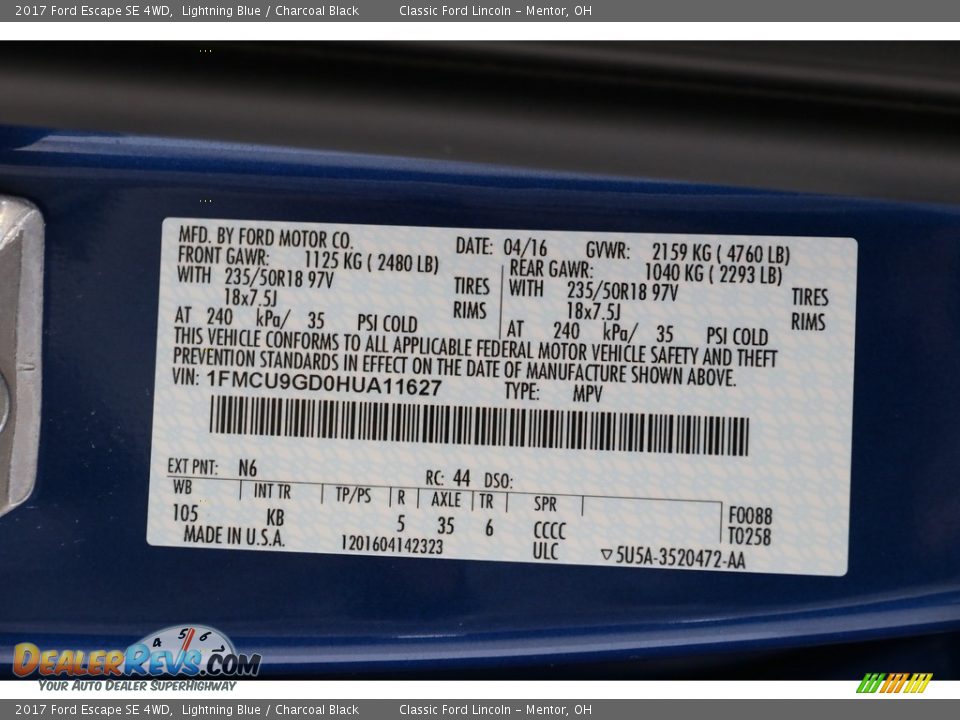 2017 Ford Escape SE 4WD, Lightning Blue / Charcoal Black Classic Ford Lincoln – Mentor, OH
MFD. BY FORD MOTOR CO. DATE: 04/16 GVWR: 2159 KG ( 4760 LB)
FRONT GAWR: 1125 KG ( 2480 LB) REAR GAWR: 1040 KG ( 2293 LB)
WITH 235/50R18 97V TIRES WITH 235/50R18 97V TIRES
18x7.5J RIMS 18x7.5J RIMS
AT 240 kPa/ 35 PSI COLD AT 240 kPa/ 35 PSI COLD
THIS VEHICLE CONFORMS TO ALL APPLICABLE FEDERAL MOTOR VEHICLE SAFETY AND THEFT
PREVENTION STANDARDS IN EFFECT ON THE DATE OF MANUFACTURE SHOWN ABOVE.
VIN: 1FMCU9GD0HUA11627 TYPE: MPV
EXT PNT: N6 RC: 44 DSO:
WB INT TR TP/PS R AXLE TR SPR F0088
105 KB 5 35 6 CCCC T0258
MADE IN U.S.A. 1201604142323 ULC ▽5U5A-3520472-AA
4 5 6
DEALERREVS.COM
YOUR AUTO DEALER SUPERHIGHWAY
2017 Ford Escape SE 4WD, Lightning Blue / Charcoal Black Classic Ford Lincoln – Mentor, OH